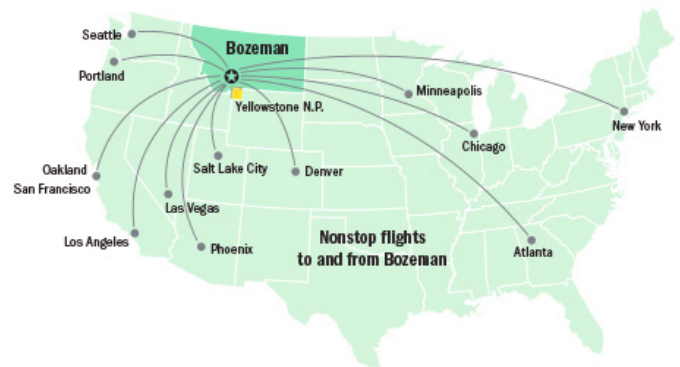 Seattle
Bozeman
Portland
Minneapolis
Yellowstone N.P.
New York
Chicago
Oakland
San Francisco
Salt Lake City
Denver
Las Vegas
Los Angeles
Phoenix
Nonstop flights
to and from Bozeman
Atlanta